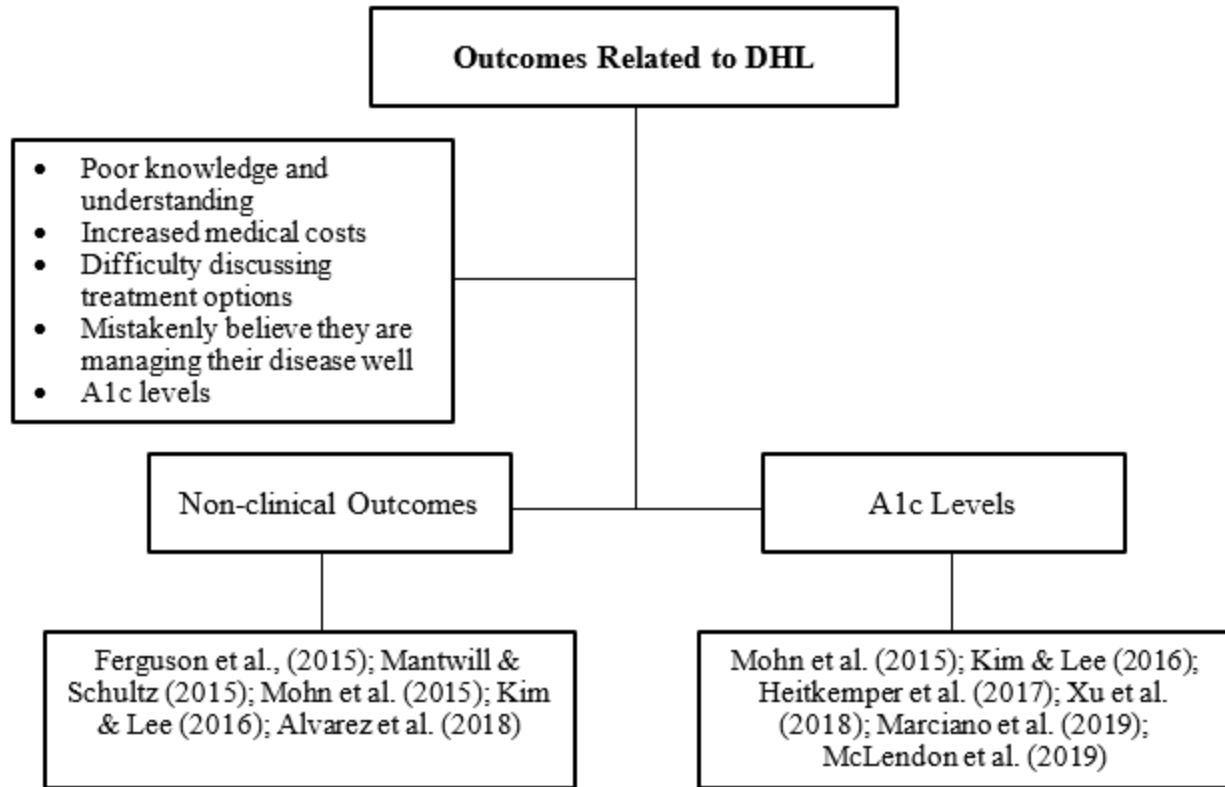 Outcomes Related to DHL
• Poor knowledge and
understanding
• Increased medical costs
• Difficulty discussing
treatment options
• Mistakenly believe they are
managing their disease well
• A1c levels
Non-clinical Outcomes
A1c Levels
Ferguson et al., (2015); Mantwill &
Schultz (2015); Mohn et al. (2015); Kim
& Lee (2016); Alvarez et al. (2018)
Mohn et al. (2015); Kim & Lee (2016);
Heitkemper et al. (2017); Xu et al.
(2018); Marciano et al. (2019);
McLendon et al. (2019)